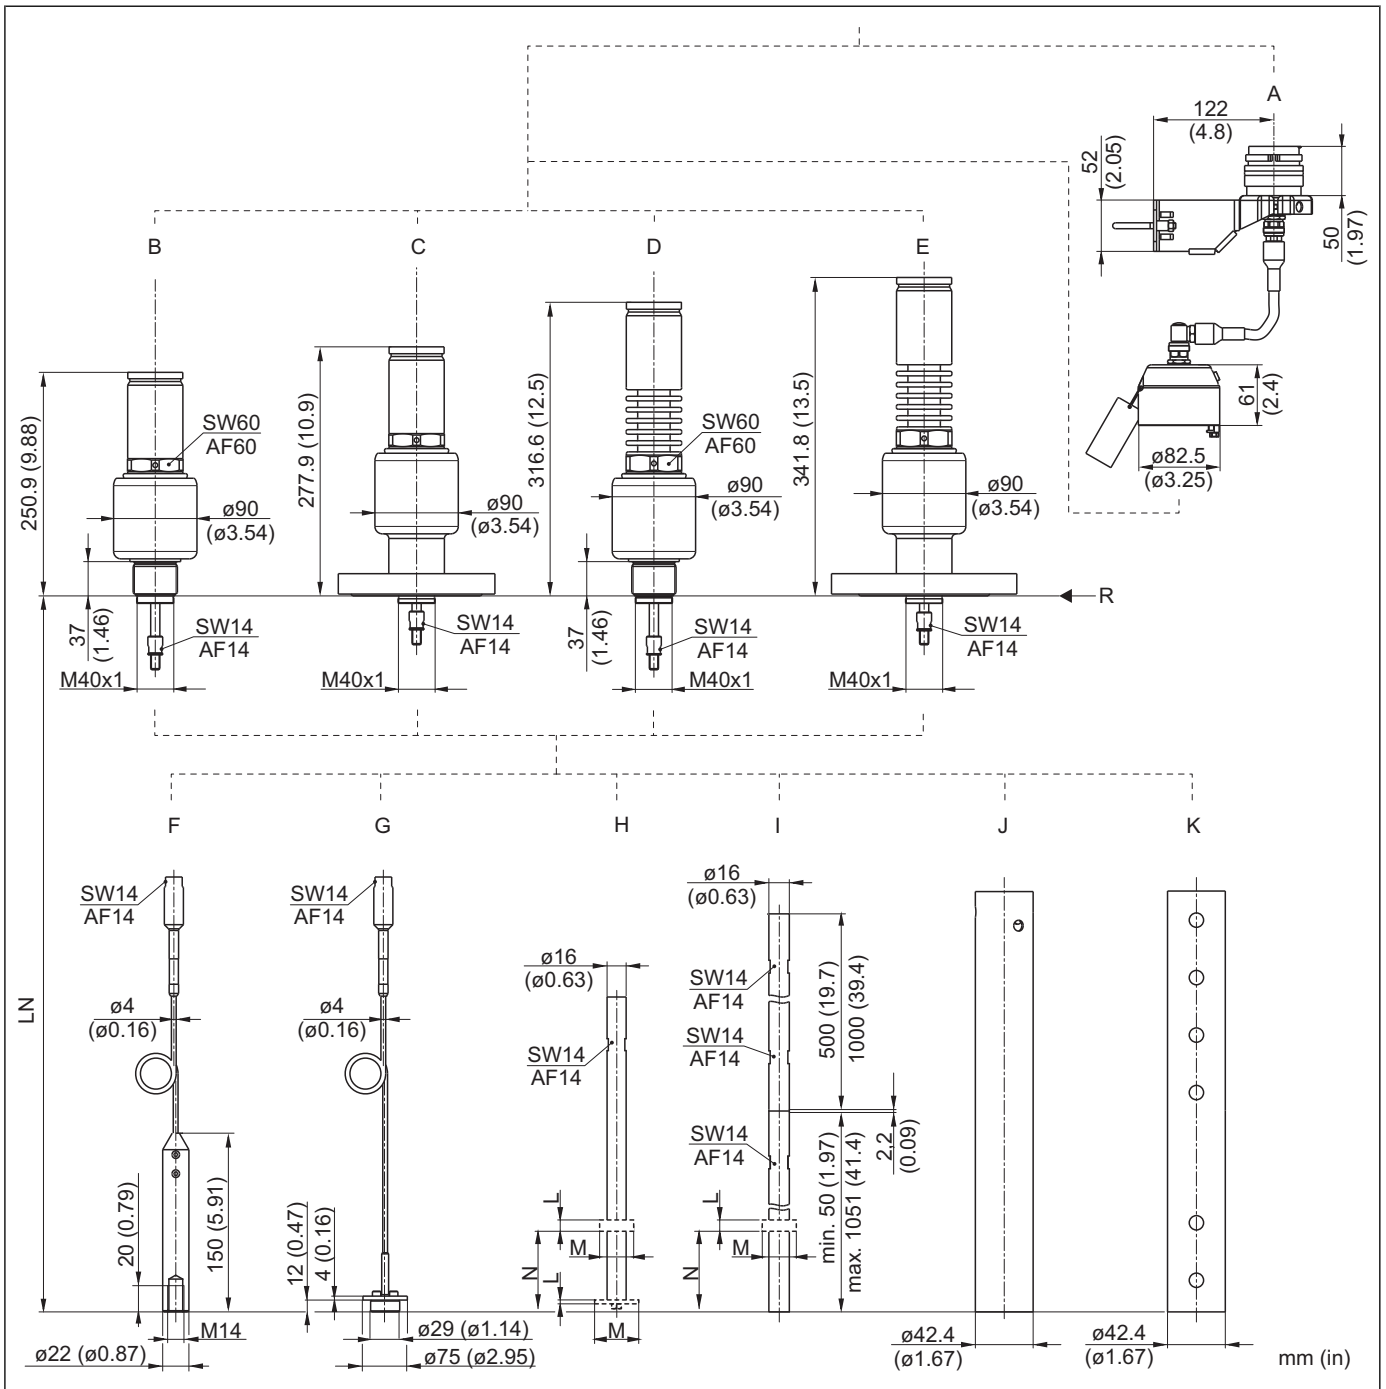 A
122
(4.8)
52
(2.05)
50
(1.97)
61
(2.4)
ø82.5
(ø3.25)
B
C
D
E
250.9 (9.88)
SW60
AF60
ø90
(ø3.54)
37
(1.46)
SW14
AF14
M40x1
277.9 (10.9)
ø90
(ø3.54)
SW14
AF14
M40x1
316.6 (12.5)
SW60
AF60
ø90
(ø3.54)
37
(1.46)
SW14
AF14
M40x1
341.8 (13.5)
ø90
(ø3.54)
SW14
AF14
M40x1
R
LN
F
G
H
I
J
K
SW14
AF14
ø4
(ø0.16)
20 (0.79)
150 (5.91)
M14
ø22 (ø0.87)
SW14
AF14
ø4
(ø0.16)
12 (0.47)
4 (0.16)
ø29 (ø1.14)
ø75 (ø2.95)
ø16
(ø0.63)
SW14
AF14
L
M
N
L
M
ø16
(ø0.63)
SW14
AF14
SW14
AF14
SW14
AF14
500 (19.7)
1000 (39.4)
2,2
(0.09)
min. 50 (1.97)
max. 1051 (41.4)
L
M
N
ø42.4
(ø1.67)
ø42.4
(ø1.67)
mm (in)